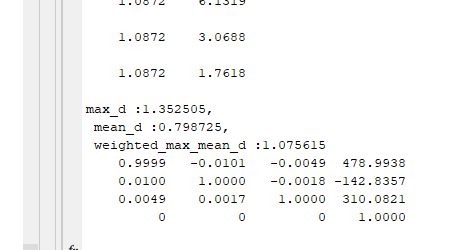 1.0872 6.1319
1.0872 3.0688
1.0872 1.7618
max_d :1.352505,
mean_d :0.798725,
weighted_max_mean_d :1.075615
0.9999 -0.0101 -0.0049 478.9938
0.0100 1.0000 -0.0018 -142.8357
0.0049 0.0017 1.0000 310.0821
0 0 0 1.0000